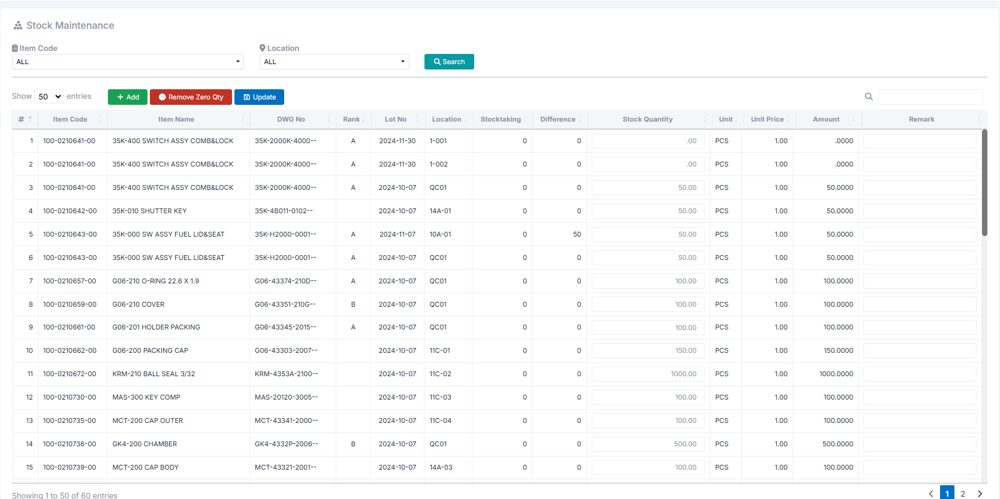 Stock Maintenance
Item Code Location
ALL ALL Search
Show 50 entries Add Remove Zero Qty Update
# Item Code Item Name DWG No Rank Lot No Location Stocktaking Difference Stock Quantity Unit Unit Price Amount Remark
1 100-0210641-00 35K-400 SWITCH ASSY COMB&LOCK 35K-2000K-4000-- A 2024-11-30 1-001 0 0 .00 PCS 1.00 .0000
2 100-0210641-00 35K-400 SWITCH ASSY COMB&LOCK 35K-2000K-4000-- A 2024-11-30 1-002 0 0 .00 PCS 1.00 .0000
3 100-0210641-00 35K-400 SWITCH ASSY COMB&LOCK 35K-2000K-4000-- A 2024-10-07 QC01 0 0 50.00 PCS 1.00 50.0000
4 100-0210642-00 35K-010 SHUTTER KEY 35K-4B011-0102-- 2024-10-07 14A-01 0 0 50.00 PCS 1.00 50.0000
5 100-0210643-00 35K-000 SW ASSY FUEL LID&SEAT 35K-H2000-0001-- A 2024-11-07 10A-01 0 50 50.00 PCS 1.00 50.0000
6 100-0210643-00 35K-000 SW ASSY FUEL LID&SEAT 35K-H2000-0001-- A 2024-10-07 QC01 0 0 50.00 PCS 1.00 50.0000
7 100-0210657-00 G06-210 O-RING 22.6 X 1.9 G06-43374-210D-- A 2024-10-07 QC01 0 0 100.00 PCS 1.00 100.0000
8 100-0210659-00 G06-210 COVER G06-43351-210G-- B 2024-10-07 QC01 0 0 100.00 PCS 1.00 100.0000
9 100-0210661-00 G06-201 HOLDER PACKING G06-43345-2015-- A 2024-10-07 QC01 0 0 100.00 PCS 1.00 100.0000
10 100-0210662-00 G06-200 PACKING CAP G06-43303-2007-- 2024-10-07 11C-01 0 0 150.00 PCS 1.00 150.0000
11 100-0210672-00 KRM-210 BALL SEAL 3/32 KRM-4353A-2100-- 2024-10-07 11C-02 0 0 1000.00 PCS 1.00 1000.0000
12 100-0210730-00 MAS-300 KEY COMP MAS-20120-3005-- 2024-10-07 11C-03 0 0 100.00 PCS 1.00 100.0000
13 100-0210735-00 MCT-200 CAP OUTER MCT-43341-2000-- 2024-10-07 11C-04 0 0 100.00 PCS 1.00 100.0000
14 100-0210736-00 GK4-200 CHAMBER GK4-4332P-2006-- B 2024-10-07 QC01 0 0 500.00 PCS 1.00 500.0000
15 100-0210739-00 MCT-200 CAP BODY MCT-43321-2001-- 2024-10-07 14A-03 0 0 100.00 PCS 1.00 100.0000
Showing 1 to 50 of 60 entries 1 2